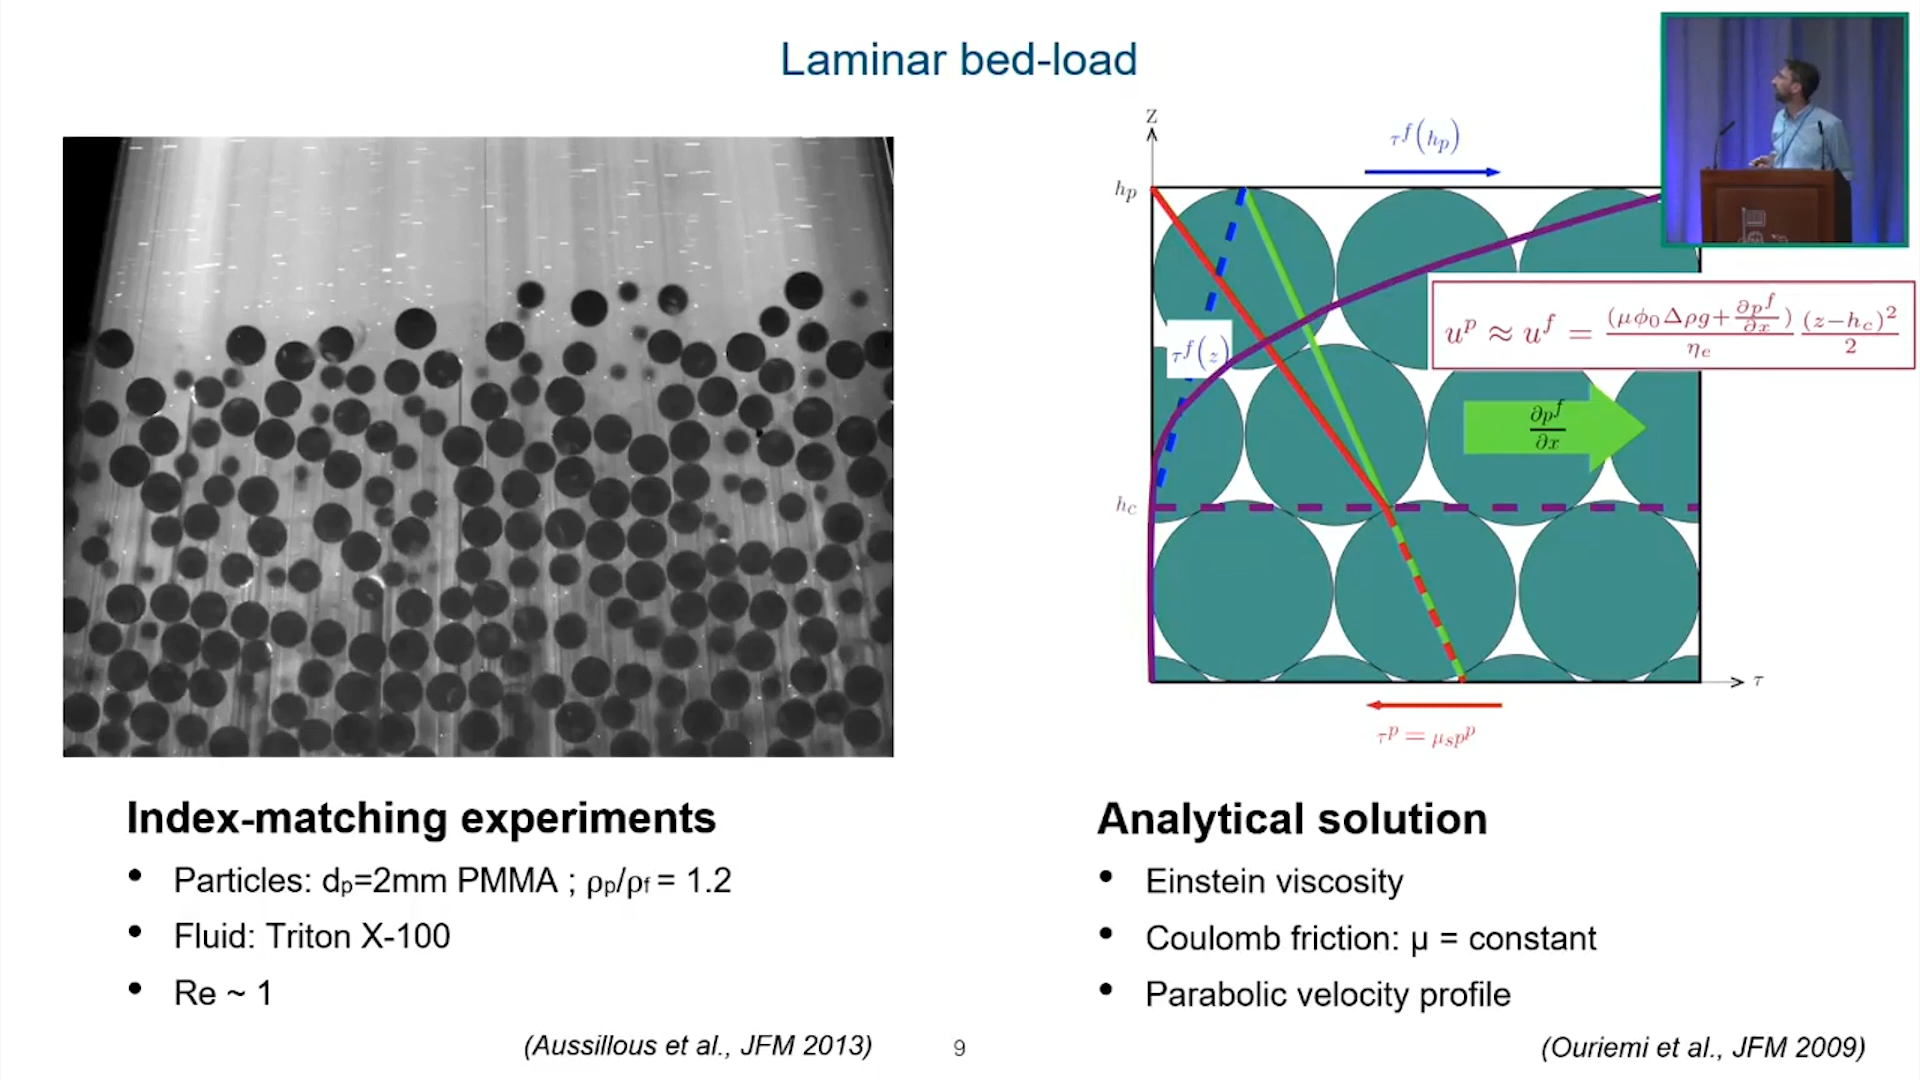 Laminar bed-load
z
τ^f(h_p)
h_p
τ^f(z)
u^p ≈ u^f = (μϕ_0Δρg+∂p^f/∂x)/η_e (z−h_c)^2/2
∂p^f/∂x
h_c
τ
τ^p = μ_s p^p
Index-matching experiments
• Particles: dₚ=2mm PMMA ; ρₚ/ρf = 1.2
• Fluid: Triton X-100
• Re ~ 1
(Aussillous et al., JFM 2013)
Analytical solution
• Einstein viscosity
• Coulomb friction: μ = constant
• Parabolic velocity profile
(Ouriemi et al., JFM 2009)
9